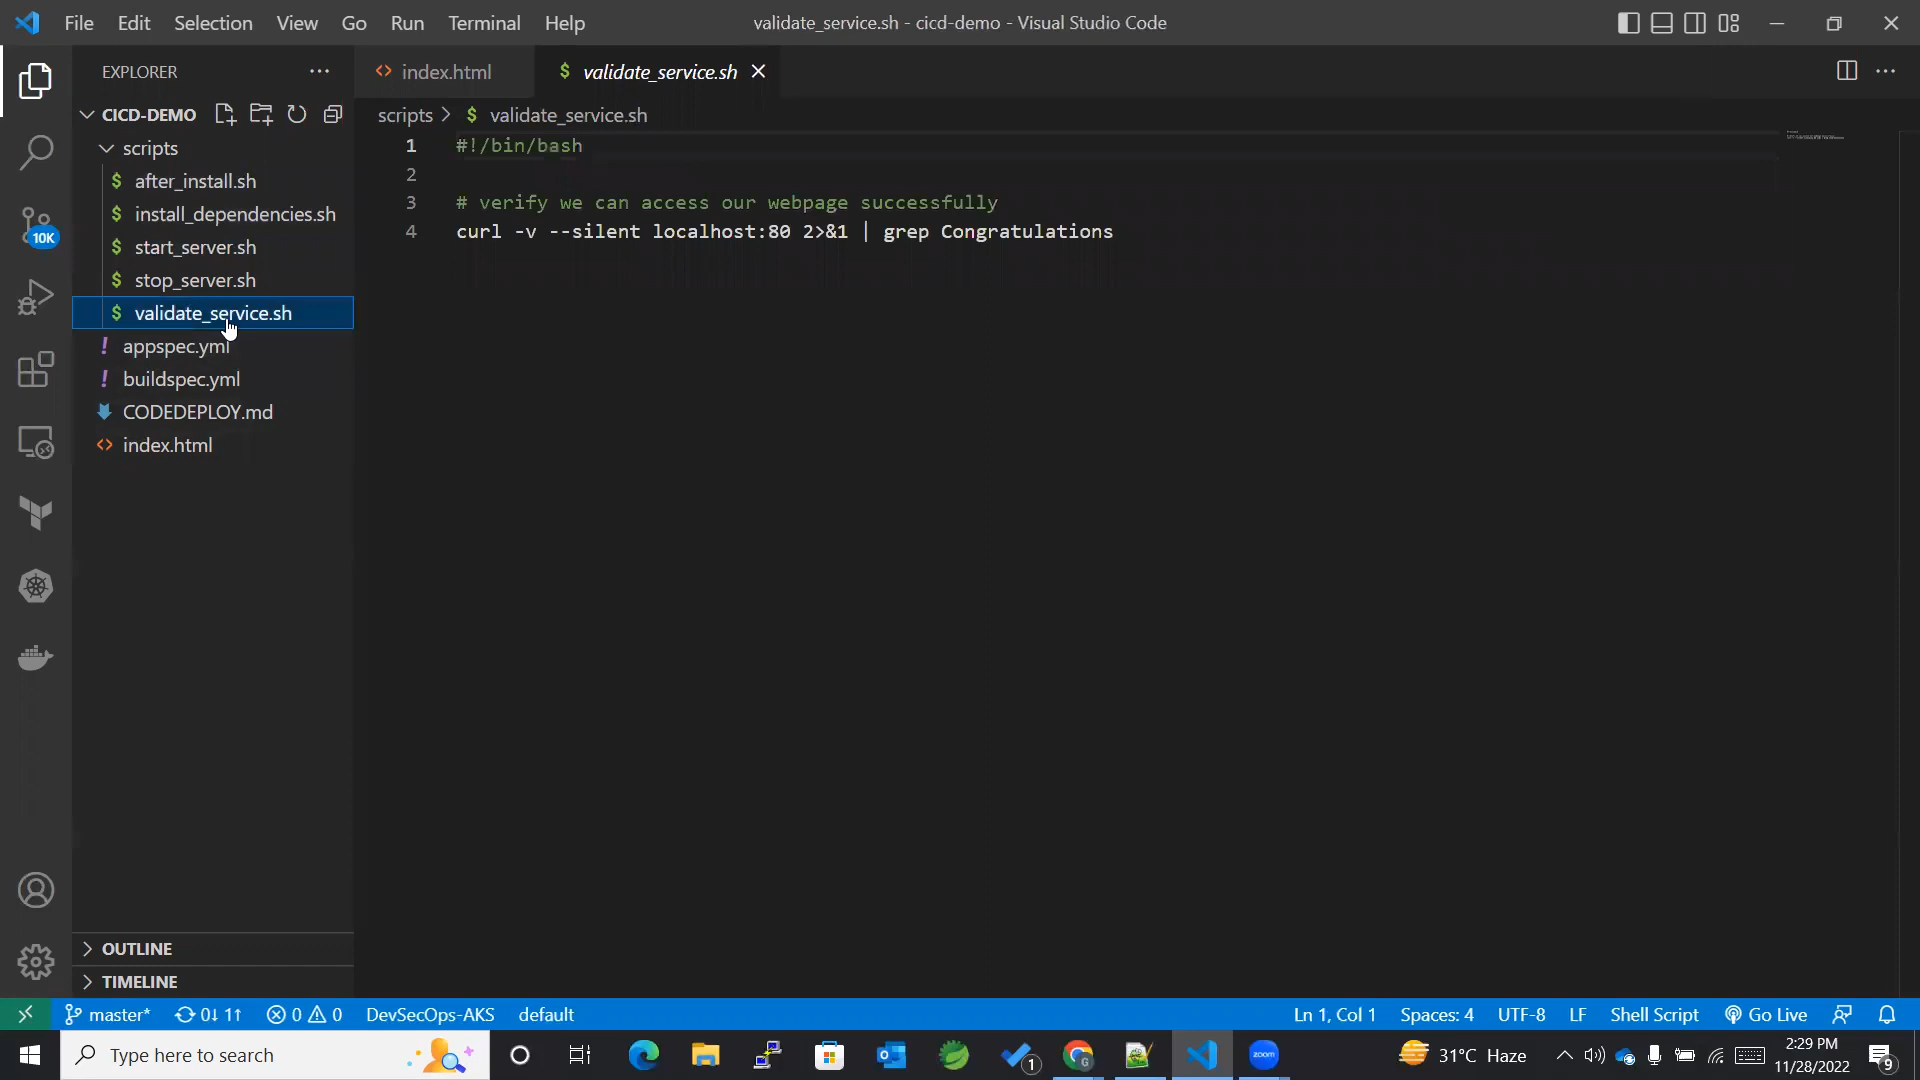 File Edit Selection View Go Run Terminal Help
validate_service.sh - cicd-demo - Visual Studio Code
EXPLORER
CICD-DEMO
scripts
$ after_install.sh
$ install_dependencies.sh
$ start_server.sh
$ stop_server.sh
$ validate_service.sh
! appspec.yml
! buildspec.yml
CODEDEPLOY.md
<> index.html
10K
OUTLINE
TIMELINE
<> index.html
$ validate_service.sh
scripts > $ validate_service.sh
1 #!/bin/bash
2
3 # verify we can access our webpage successfully
4 curl -v --silent localhost:80 2>&1 | grep Congratulations
master* 0↓ 1↑ 0 0 DevSecOps-AKS default
Ln 1, Col 1 Spaces: 4 UTF-8 LF Shell Script Go Live
Type here to search
1
zoom
31°C Haze
2:29 PM
11/28/2022
9